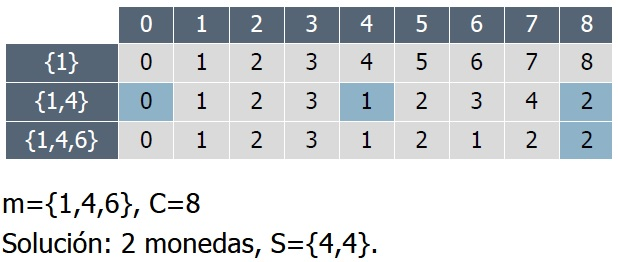 0 1 2 3 4 5 6 7 8
{1} 0 1 2 3 4 5 6 7 8
{1,4} 0 1 2 3 1 2 3 4 2
{1,4,6} 0 1 2 3 1 2 1 2 2
m={1,4,6}, C=8
Solución: 2 monedas, S={4,4}.